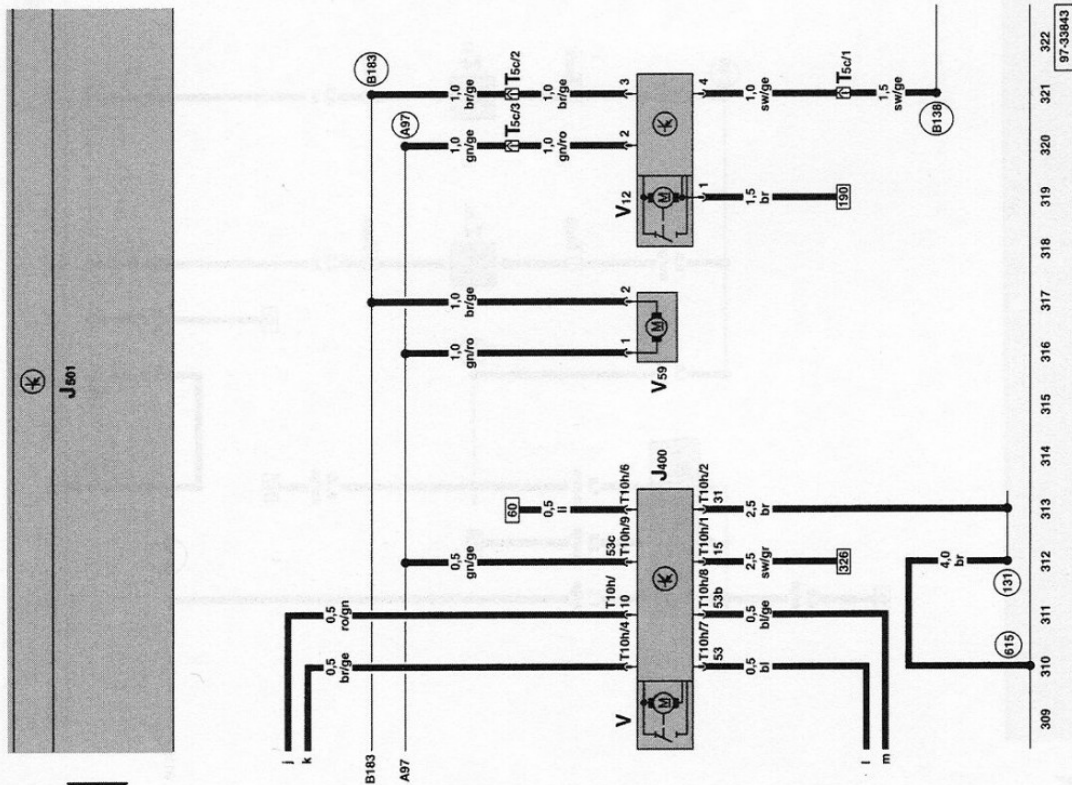 J501
j
k
B183
A97
B183
A97
0,5 br/ge
0,5 ro/gn
0,5 gn/ge
60
0,5 li
1,0 gn/ro
1,0 br/ge
1,0 gn/ge
1,0 br/ge
T5c/3
T5c/2
1,0 gn/ro
1,0 br/ge
T10h/4
T10h/
10
53c
T10h/9
T10h/6
1
2
2
3
V
M
J400
V59
M
V12
M
T10h/7
53
T10h/8
53b
T10h/1
15
T10h/2
31
1
4
0,5 bl
0,5 bl/ge
2,5 sw/gr
2,5 br
1,5 br
1,0 sw/ge
326
190
T5c/1
1,5 sw/ge
l
m
4,0 br
B138
615
131
309 310 311 312 313 314 315 316 317 318 319 320 321 322
97-33843